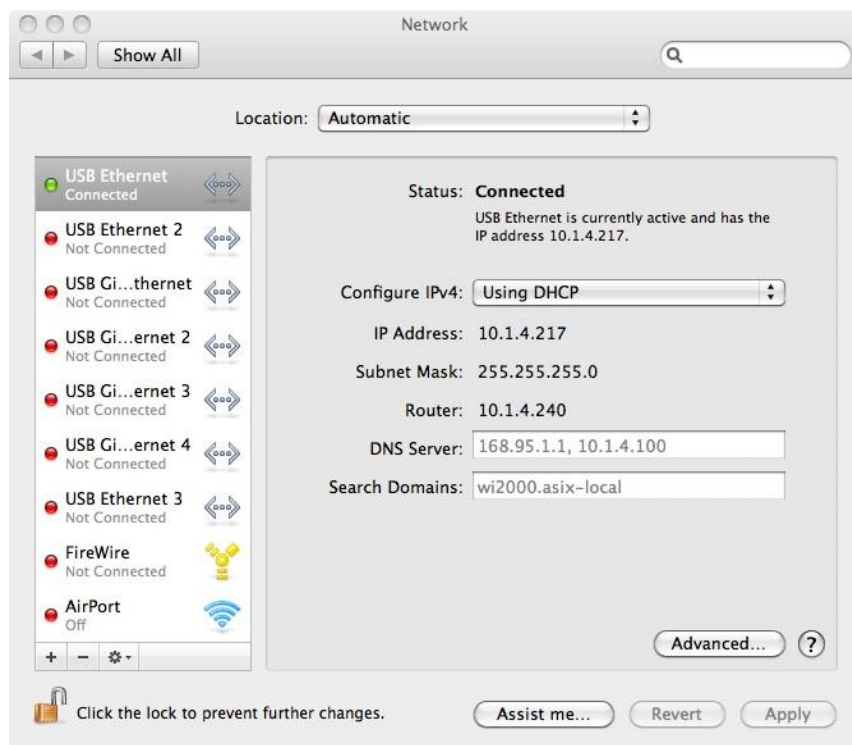 Network
Show All
Location: Automatic
USB Ethernet
Connected
USB Ethernet 2
Not Connected
USB Gi...thernet
Not Connected
USB Gi...ernet 2
Not Connected
USB Gi...ernet 3
Not Connected
USB Gi...ernet 4
Not Connected
USB Ethernet 3
Not Connected
FireWire
Not Connected
AirPort
Off
Status: Connected
USB Ethernet is currently active and has the
IP address 10.1.4.217.
Configure IPv4: Using DHCP
IP Address: 10.1.4.217
Subnet Mask: 255.255.255.0
Router: 10.1.4.240
DNS Server: 168.95.1.1, 10.1.4.100
Search Domains: wi2000.asix-local
Advanced... ?
Click the lock to prevent further changes.
Assist me... Revert Apply